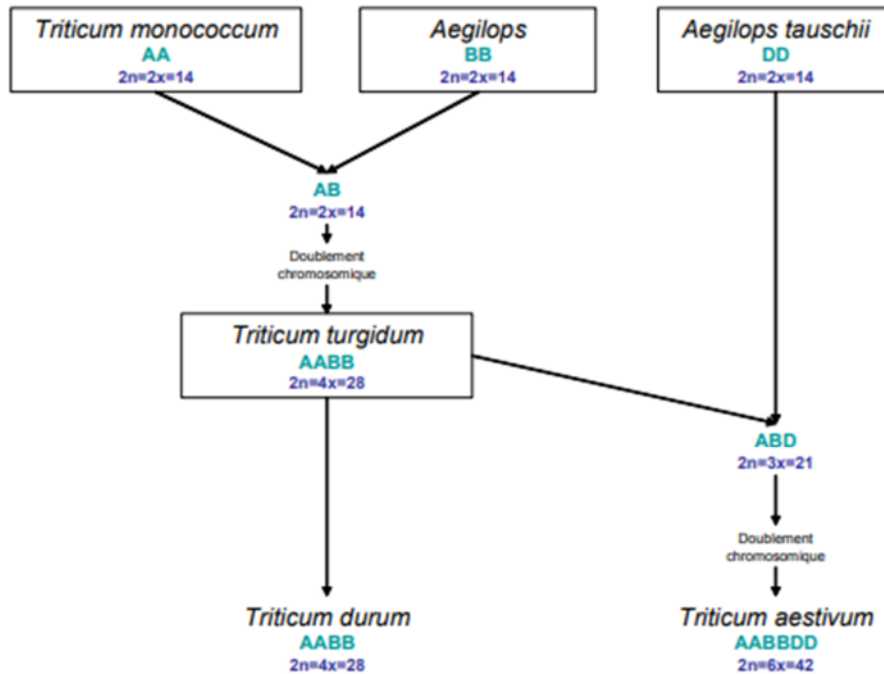 Triticum monococcum
AA
2n=2x=14
Aegilops
BB
2n=2x=14
Aegilops tauschii
DD
2n=2x=14
AB
2n=2x=14
Doublement
chromosomique
Triticum turgidum
AABB
2n=4x=28
ABD
2n=3x=21
Doublement
chromosomique
Triticum durum
AABB
2n=4x=28
Triticum aestivum
AABBDD
2n=6x=42